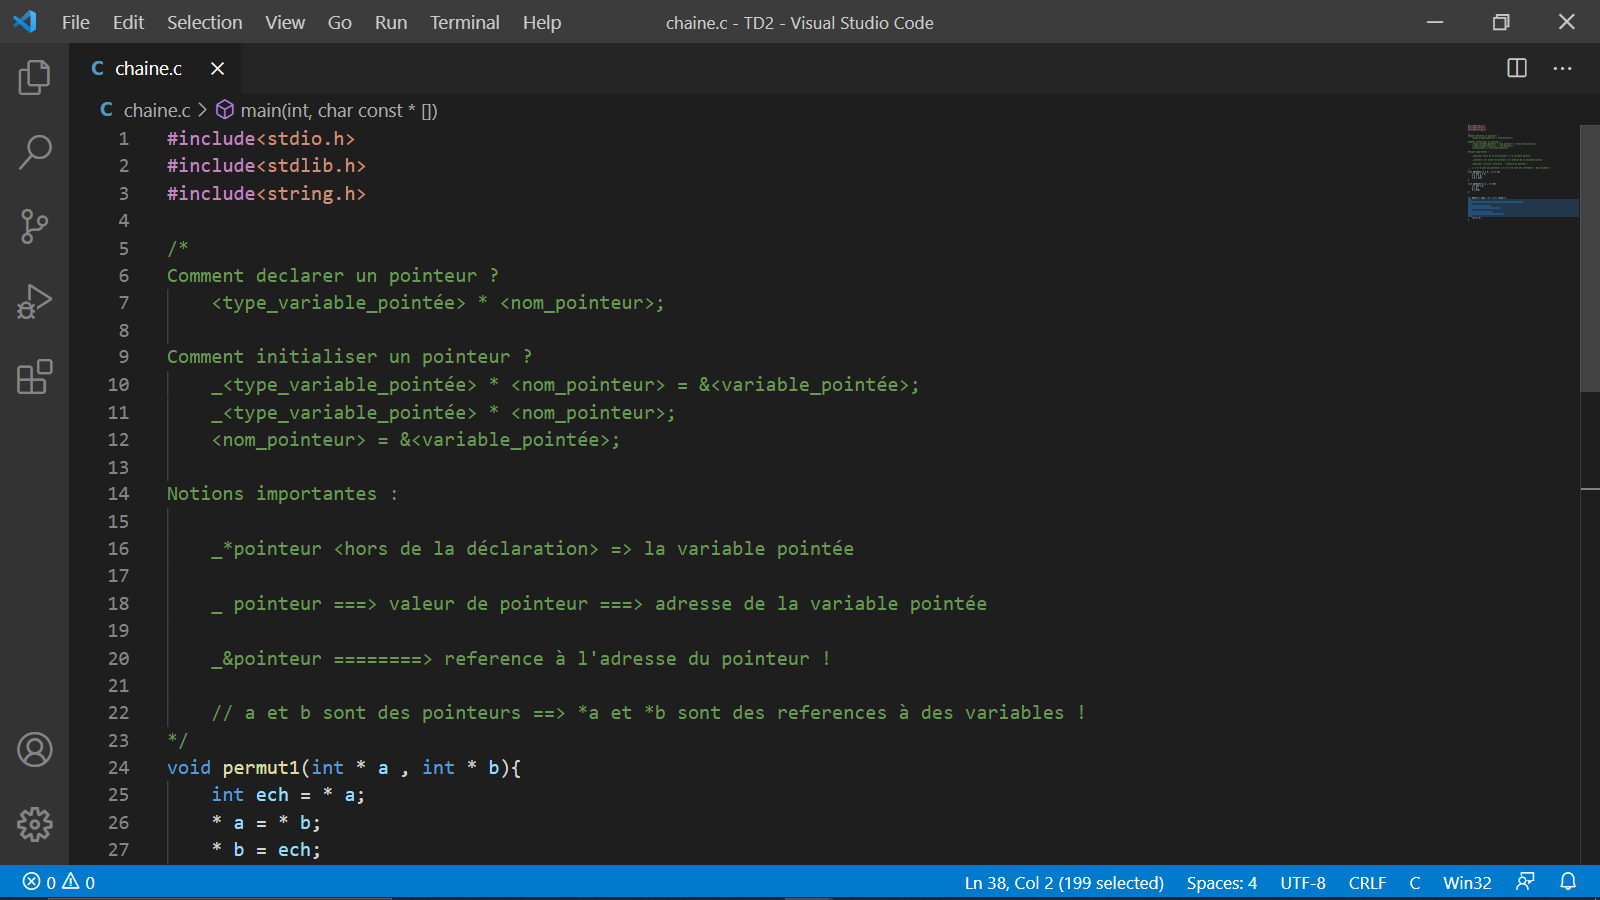 File Edit Selection View Go Run Terminal Help chaine.c - TD2 - Visual Studio Code
C chaine.c
C chaine.c > main(int, char const * [])
1 #include<stdio.h>
2 #include<stdlib.h>
3 #include<string.h>
4
5 /*
6 Comment declarer un pointeur ?
7 <type_variable_pointée> * <nom_pointeur>;
8
9 Comment initialiser un pointeur ?
10 _<type_variable_pointée> * <nom_pointeur> = &<variable_pointée>;
11 _<type_variable_pointée> * <nom_pointeur>;
12 <nom_pointeur> = &<variable_pointée>;
13
14 Notions importantes :
15
16 _*pointeur <hors de la déclaration> => la variable pointée
17
18 _ pointeur ===> valeur de pointeur ===> adresse de la variable pointée
19
20 _&pointeur ========> reference à l'adresse du pointeur !
21
22 // a et b sont des pointeurs ==> *a et *b sont des references à des variables !
23 */
24 void permut1(int * a , int * b){
25 int ech = * a;
26 * a = * b;
27 * b = ech;
0 0 Ln 38, Col 2 (199 selected) Spaces: 4 UTF-8 CRLF C Win32